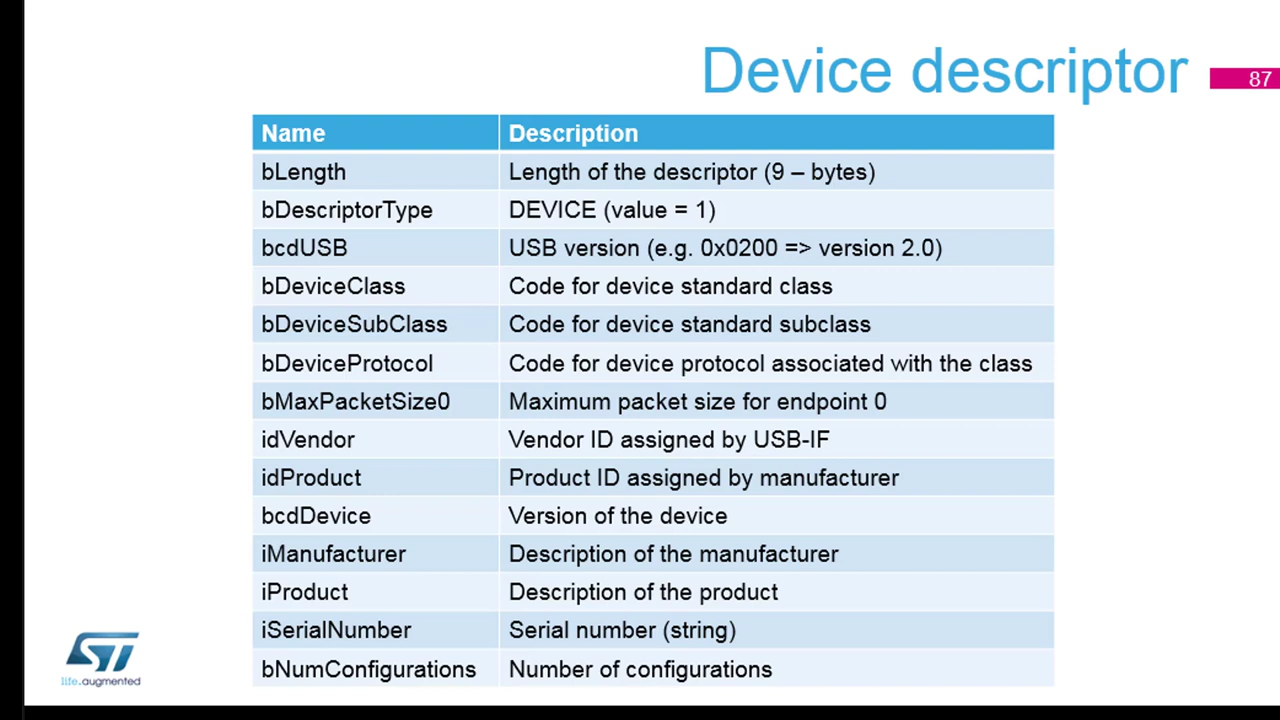 Device descriptor
87
Name Description
bLength Length of the descriptor (9 – bytes)
bDescriptorType DEVICE (value = 1)
bcdUSB USB version (e.g. 0x0200 => version 2.0)
bDeviceClass Code for device standard class
bDeviceSubClass Code for device standard subclass
bDeviceProtocol Code for device protocol associated with the class
bMaxPacketSize0 Maximum packet size for endpoint 0
idVendor Vendor ID assigned by USB-IF
idProduct Product ID assigned by manufacturer
bcdDevice Version of the device
iManufacturer Description of the manufacturer
iProduct Description of the product
iSerialNumber Serial number (string)
bNumConfigurations Number of configurations
ST
life.augmented